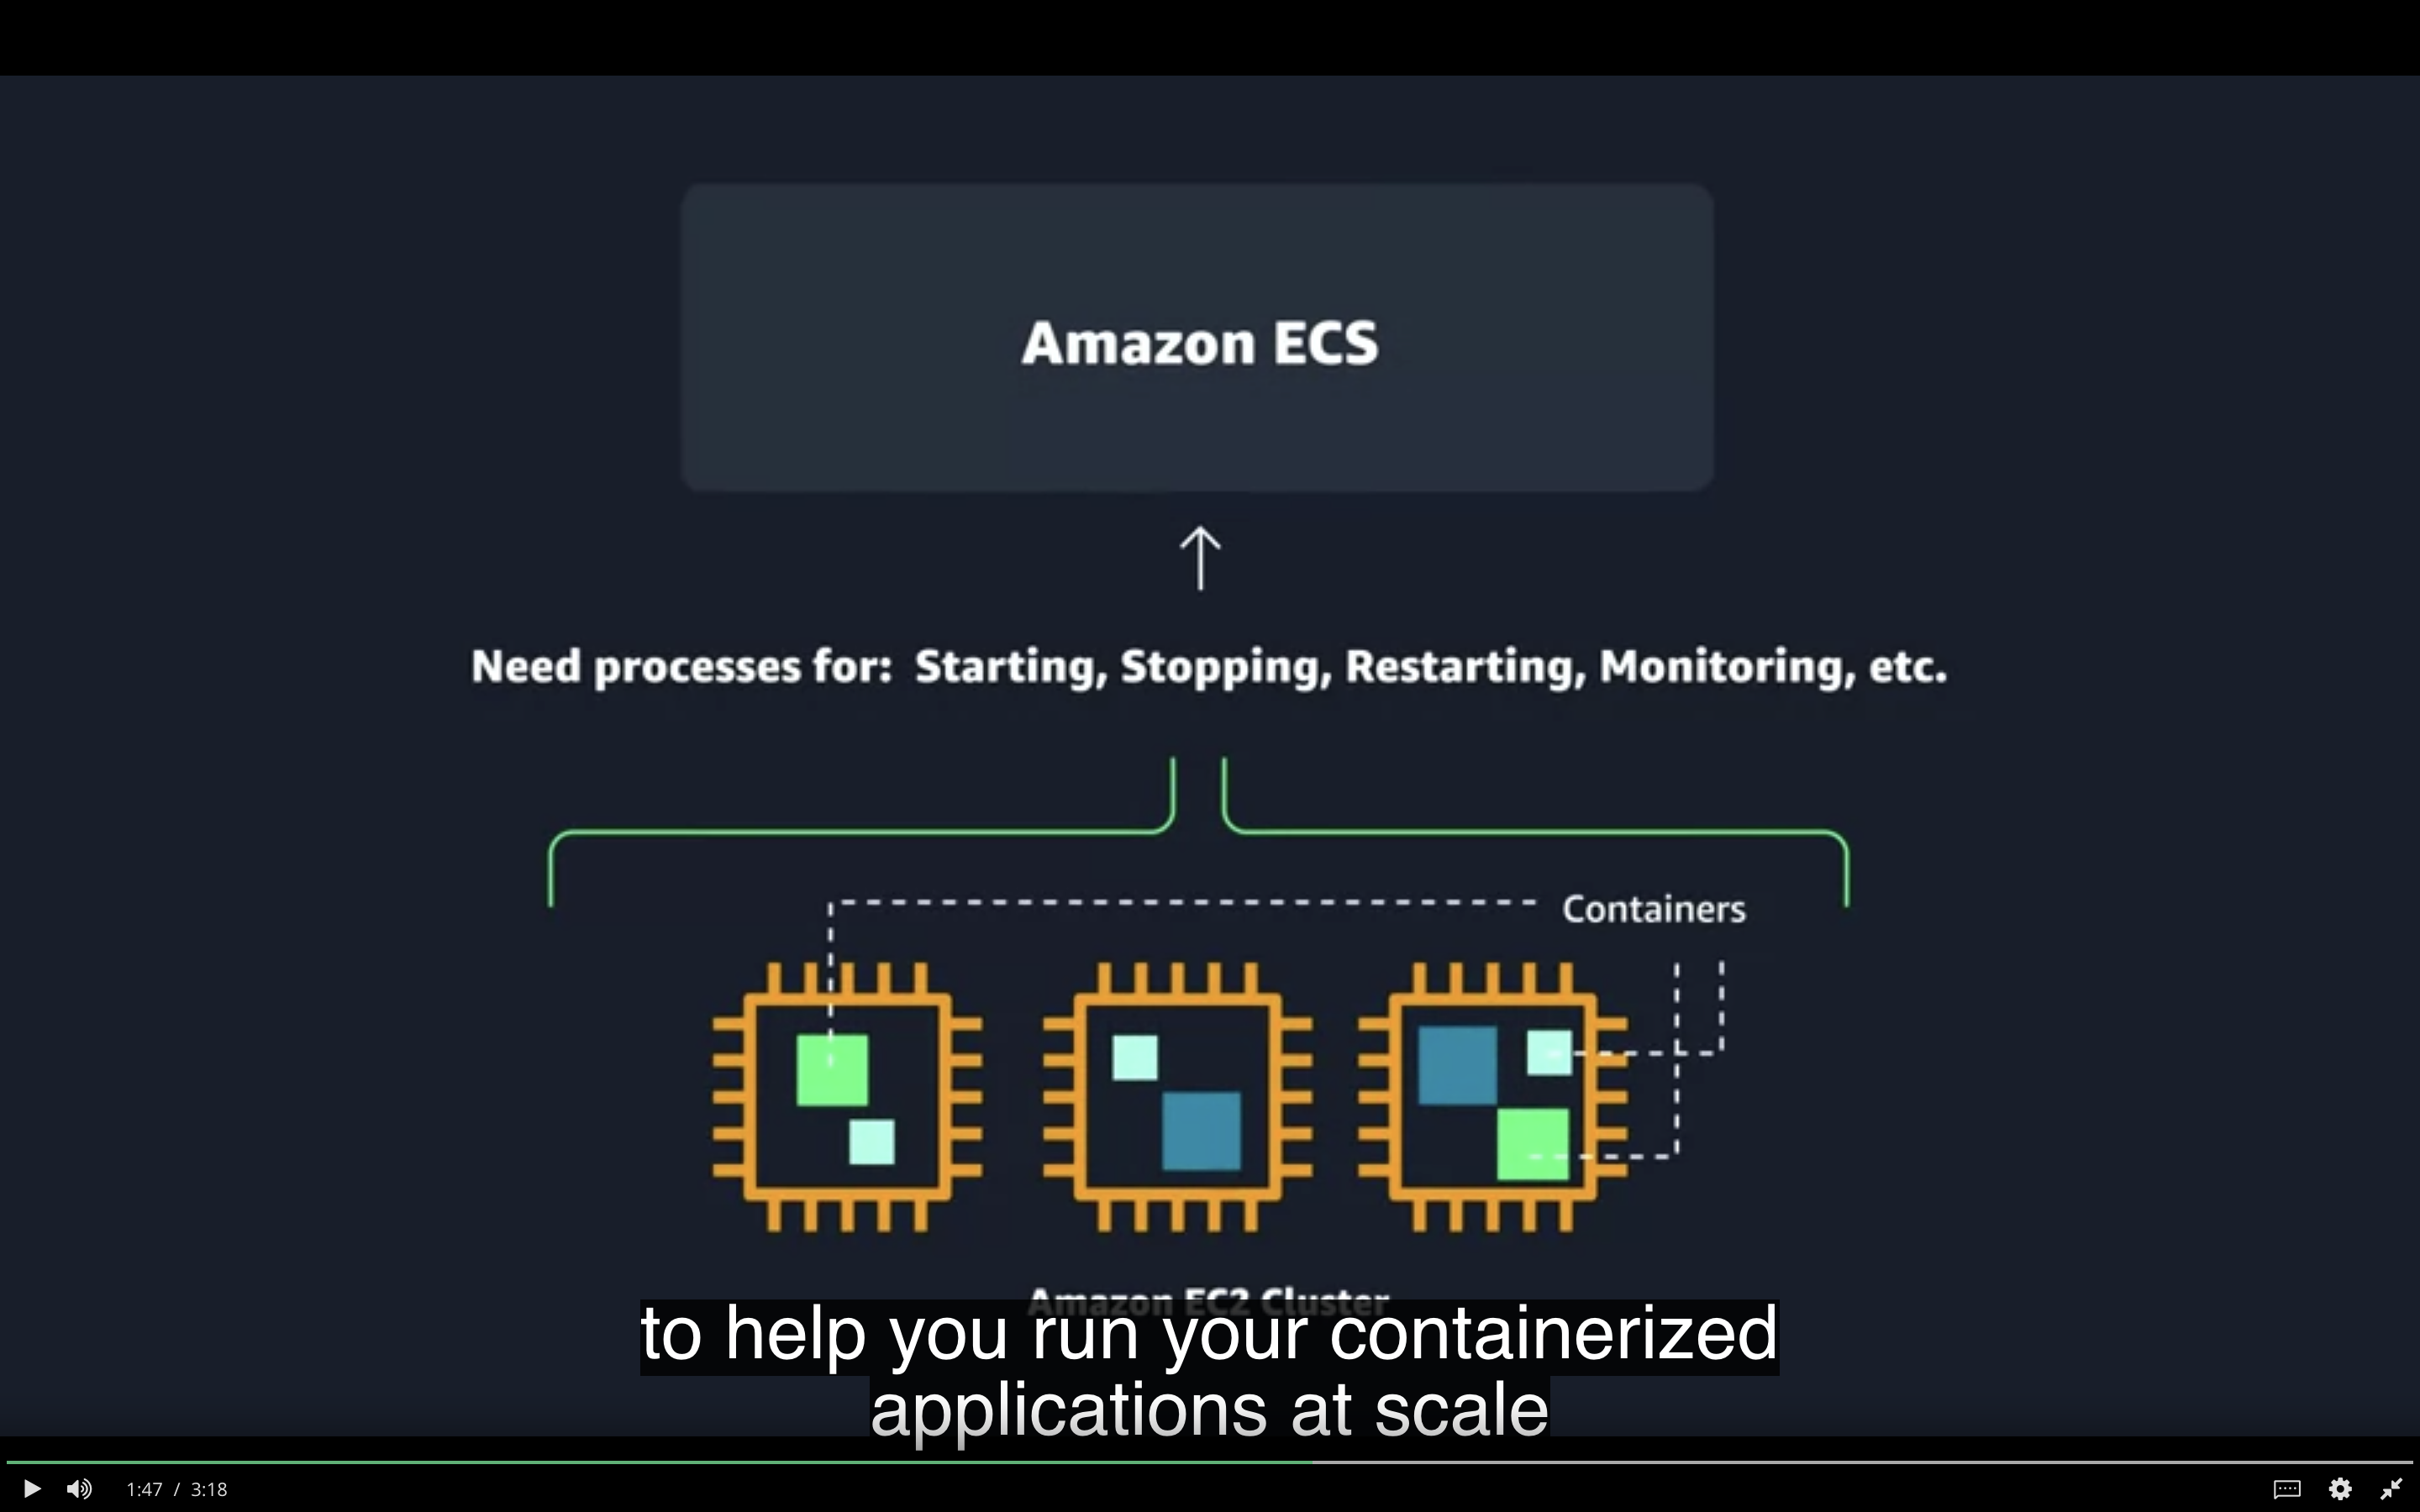 Amazon ECS
Need processes for: Starting, Stopping, Restarting, Monitoring, etc.
Containers
Amazon EC2 Cluster
to help you run your containerized
applications at scale
1:47 / 3:18